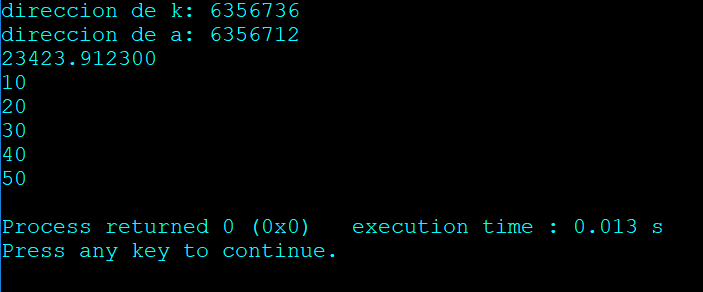 direccion de k: 6356736
direccion de a: 6356712
23423.912300
10
20
30
40
50
Process returned 0 (0x0)   execution time : 0.013 s
Press any key to continue.